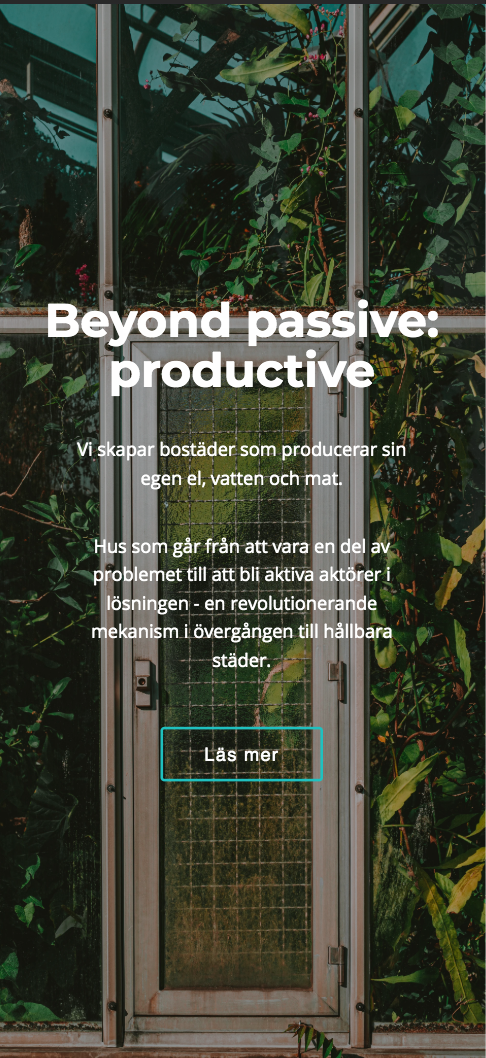 Beyond passive:
productive
Vi skapar bostäder som producerar sin
egen el, vatten och mat.
Hus som går från att vara en del av
problemet till att bli aktiva aktörer i
lösningen - en revolutionerande
mekanism i övergången till hållbara
städer.
Läs mer